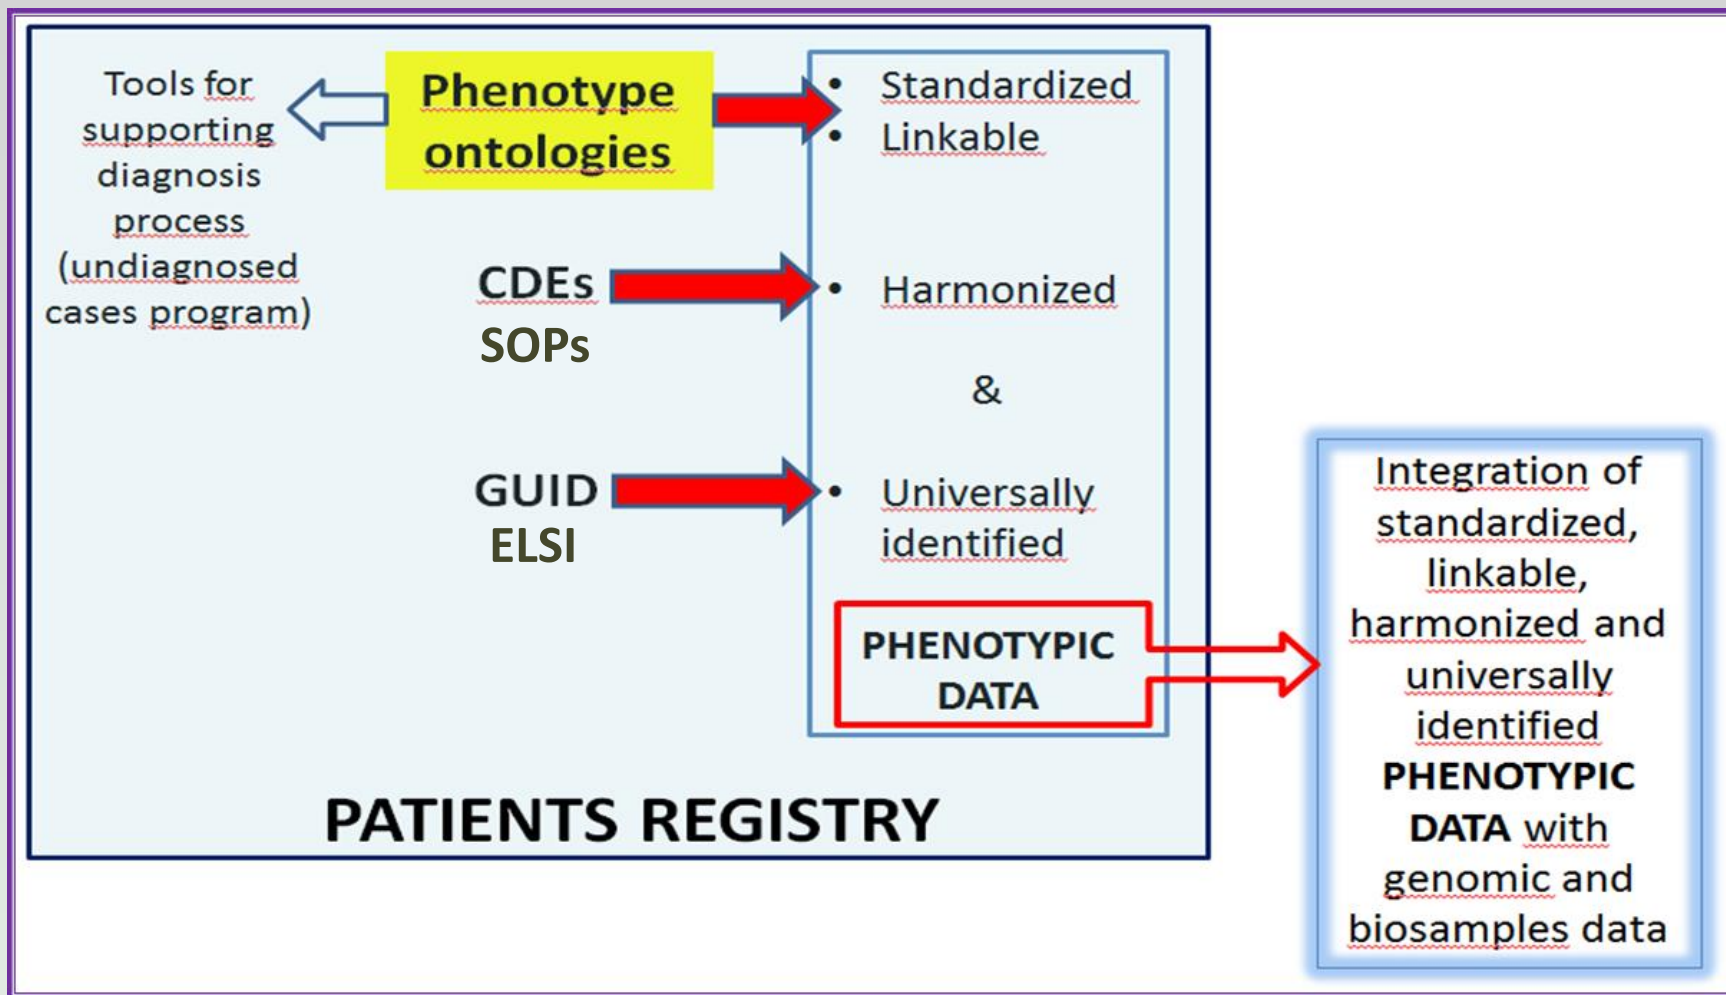 Tools for
supporting
diagnosis
process
(undiagnosed
cases program)
Phenotype
ontologies
• Standardized
• Linkable
CDEs
SOPs
• Harmonized
&
GUID
ELSI
• Universally
identified
PHENOTYPIC
DATA
PATIENTS REGISTRY
Integration of
standardized,
linkable,
harmonized and
universally
identified
PHENOTYPIC
DATA with
genomic and
biosamples data